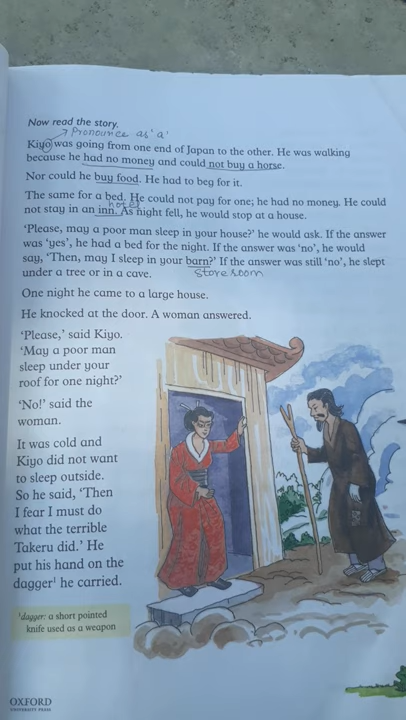 Now read the story.
→ Pronounce as 'a'
Kiyo was going from one end of Japan to the other. He was walking
because he had no money and could not buy a horse.
Nor could he buy food. He had to beg for it.
The same for a bed. He could not pay for one; he had no money. He could
hotel
not stay in an inn. As night fell, he would stop at a house.
'Please, may a poor man sleep in your house?' he would ask. If the answer
was 'yes', he had a bed for the night. If the answer was 'no', he would
say, 'Then, may I sleep in your barn?' If the answer was still 'no', he slept
under a tree or in a cave.
store room
One night he came to a large house.
He knocked at the door. A woman answered.
'Please,' said Kiyo.
'May a poor man
sleep under your
roof for one night?'
'No!' said the
woman.
It was cold and
Kiyo did not want
to sleep outside.
So he said, 'Then
I fear I must do
what the terrible
Takeru did.' He
put his hand on the
dagger¹ he carried.
¹dagger: a short pointed
knife used as a weapon
OXFORD
UNIVERSITY PRESS